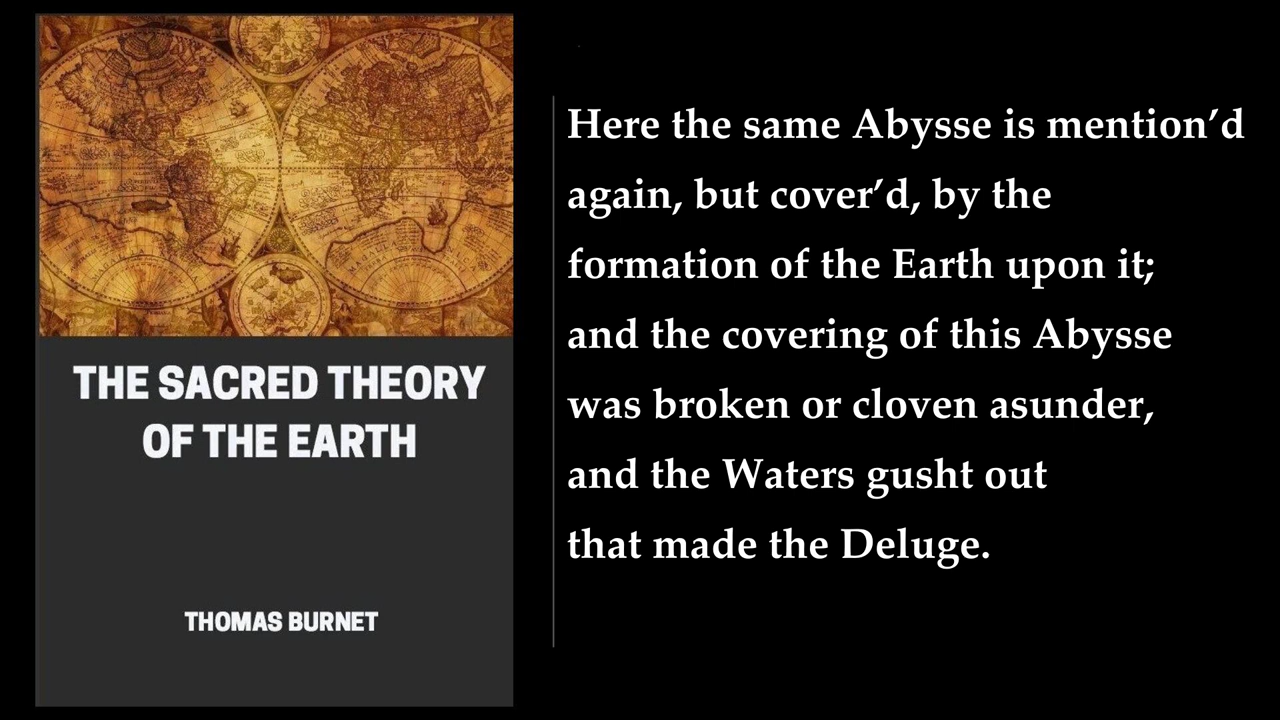 THE SACRED THEORY
OF THE EARTH
THOMAS BURNET
Here the same Abysse is mention’d
again, but cover’d, by the
formation of the Earth upon it;
and the covering of this Abysse
was broken or cloven asunder,
and the Waters gusht out
that made the Deluge.